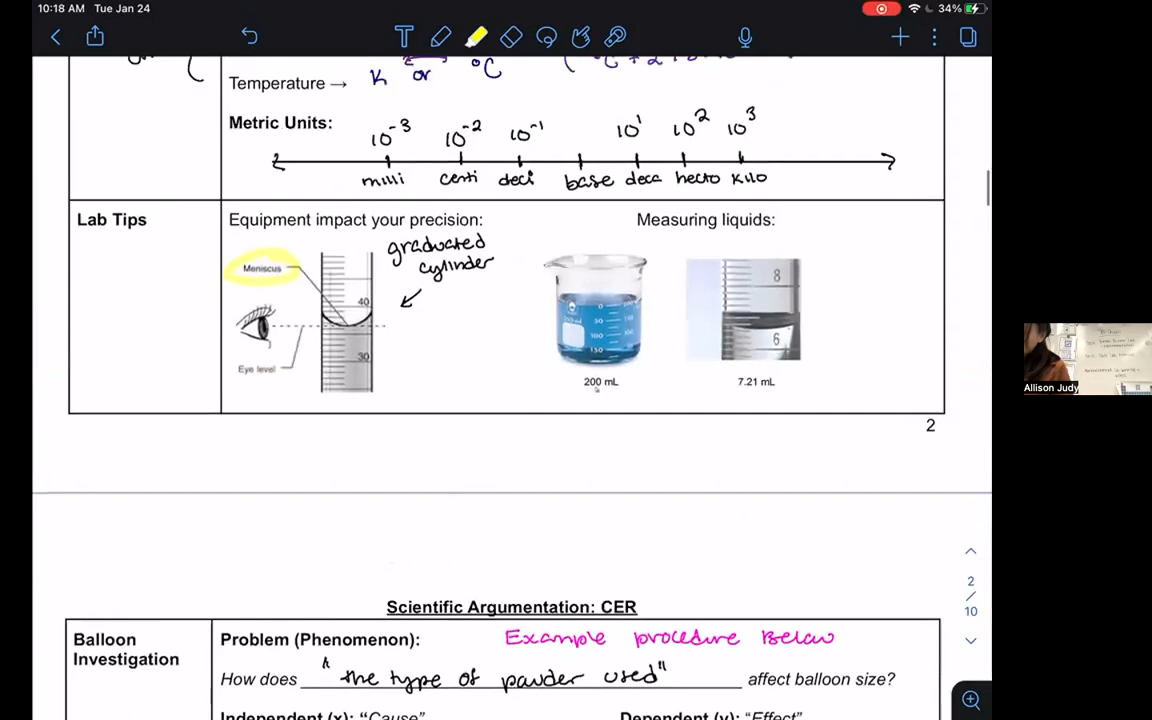 10:18 AM Tue Jan 24
34%
Temperature → K or °C
Metric Units:
10⁻³ 10⁻² 10⁻¹ 10¹ 10² 10³
milli centi deci base deca hecto kilo
Lab Tips
Equipment impact your precision:
Measuring liquids:
graduated
cylinder
Meniscus
40
30
Eye level
8
6
200 mL
7.21 mL
2
Scientific Argumentation: CER
Balloon
Investigation
Problem (Phenomenon):
Example procedure Below
How does "the type of powder used" affect balloon size?
Independent (x): "Cause"
Dependent (y): "Effect"
2
/
10
Allison Judy